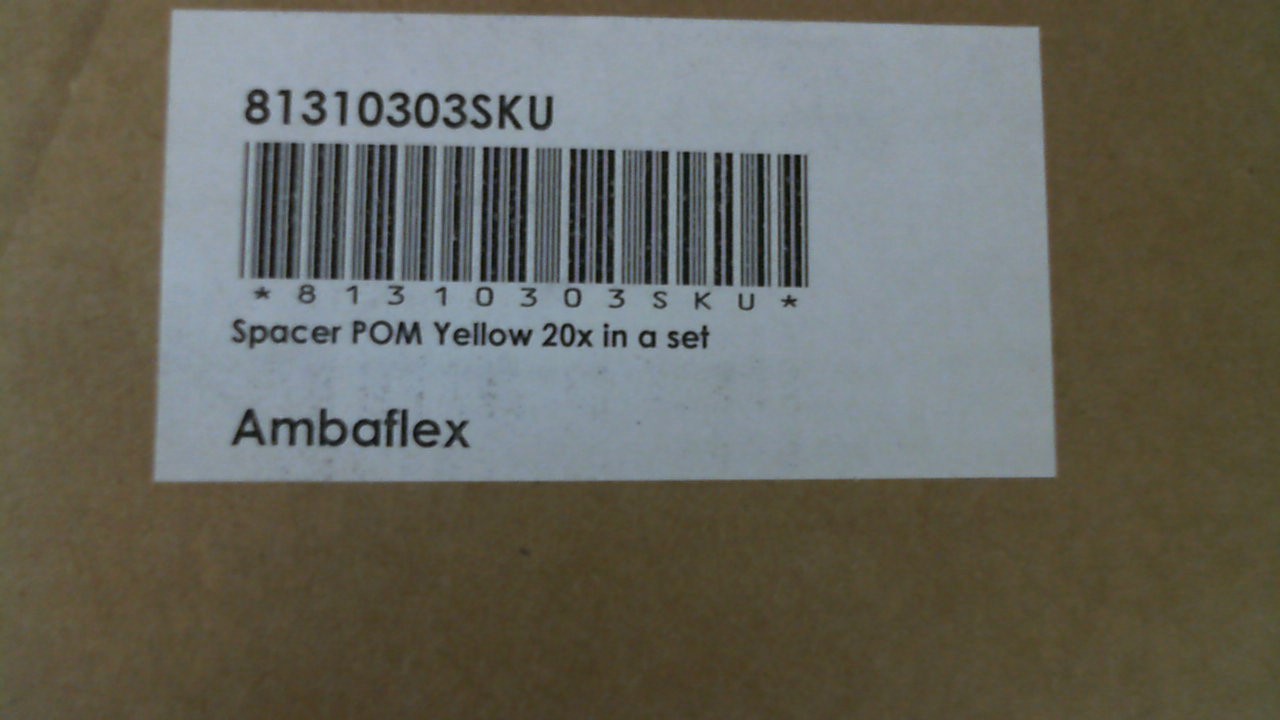 81310303SKU
*81310303SKU*
Spacer POM Yellow 20x in a set
Ambaflex